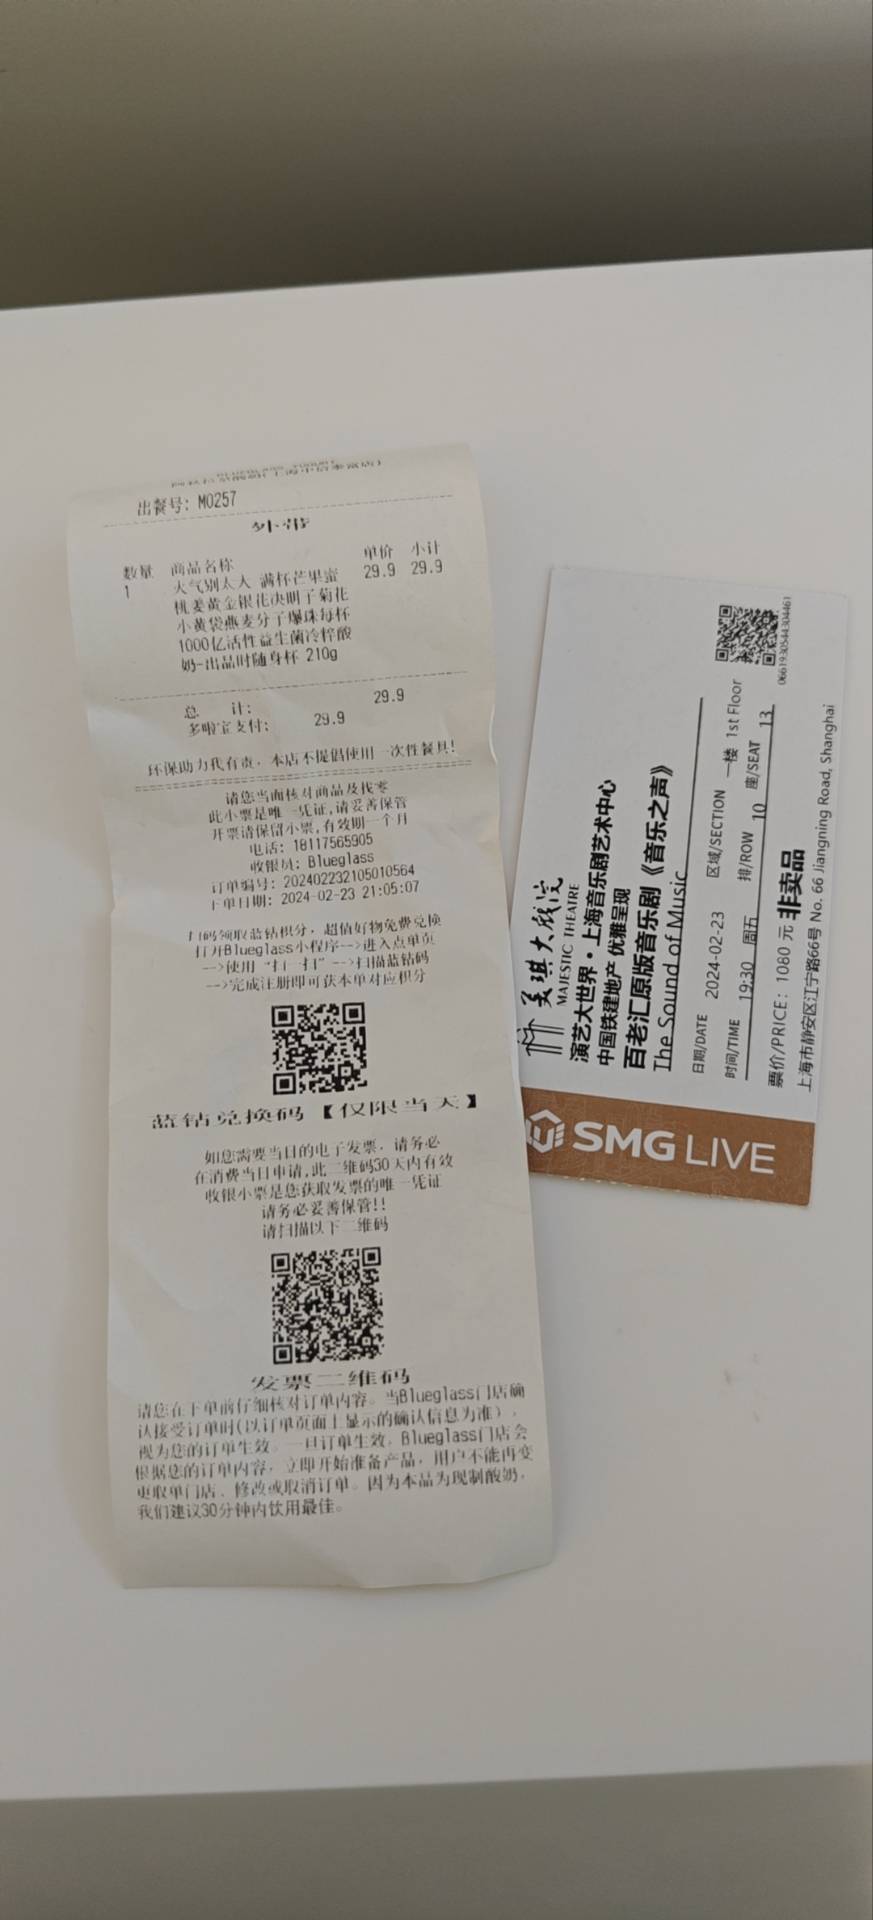 出餐号: M0257
外带
数量 商品名称 单价 小计
1 火气别太大 满杯芒果蜜 29.9 29.9
桃姜黄金银花决明子菊花
小黄袋燕麦分子爆珠每杯
1000亿活性益生菌冷榨酸
奶-出品时随身杯 210g
总 计: 29.9
多啦宝支付: 29.9
环保助力我有责，本店不提倡使用一次性餐具!
请您当面核对商品及找零
此小票是唯一凭证,请妥善保管
开票请保留小票,有效期一个月
电话: 18117565905
收银员: Blueglass
订单编号: 202402232105010564
下单日期: 2024-02-23 21:05:07
扫码领取蓝钻积分，超值好物免费兑换
打开Blueglass小程序-->进入点单页
-->使用 "扫一扫" -->扫描蓝钻码
-->完成注册即可获本单对应积分
蓝钻兑换码【仅限当天】
如您需要当日的电子发票，请务必
在消费当日申请,此二维码30天内有效
收银小票是您获取发票的唯一凭证
请务必妥善保管!!
请扫描以下二维码
发票二维码
请您在下单前仔细核对订单内容。当Blueglass门店确
认接受订单时(以订单页面上显示的确认信息为准)，
视为您的订单生效。一旦订单生效，Blueglass门店会
根据您的订单内容，立即开始准备产品，用户不能再变
更取单门店、修改或取消订单。因为本品为现制酸奶，
我们建议30分钟内饮用最佳。
美琪大戏院
MAJESTIC THEATRE
演艺大世界·上海音乐剧艺术中心
中国铁建地产 优雅呈现
百老汇原版音乐剧《音乐之声》
The Sound of Music
日期/DATE 2024-02-23 区域/SECTION 一楼 1st Floor
时间/TIME 19:30 周五 排/ROW 10 座/SEAT 13
票价/PRICE: 1080 元 非卖品
上海市静安区江宁路66号 No. 66 Jiangning Road, Shanghai
SMG LIVE